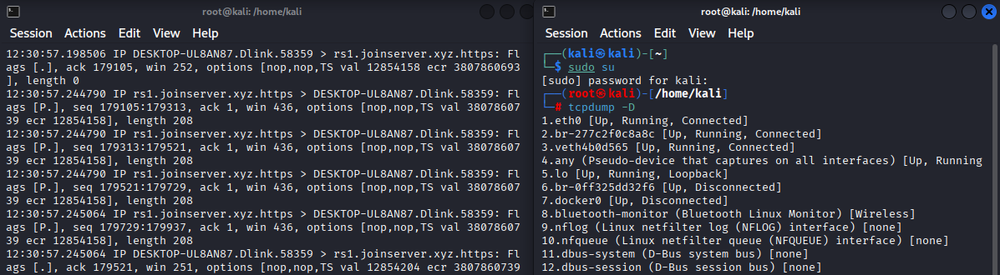 root@kali: /home/kali
Session Actions Edit View Help
12:30:57.198506 IP DESKTOP-UL8AN87.Dlink.58359 > rs1.joinserver.xyz.https: Fl
ags [.], ack 179105, win 252, options [nop,nop,TS val 12854158 ecr 3807860693
], length 0
12:30:57.244790 IP rs1.joinserver.xyz.https > DESKTOP-UL8AN87.Dlink.58359: Fl
ags [P.], seq 179105:179313, ack 1, win 436, options [nop,nop,TS val 38078607
39 ecr 12854158], length 208
12:30:57.244790 IP rs1.joinserver.xyz.https > DESKTOP-UL8AN87.Dlink.58359: Fl
ags [P.], seq 179313:179521, ack 1, win 436, options [nop,nop,TS val 38078607
39 ecr 12854158], length 208
12:30:57.244790 IP rs1.joinserver.xyz.https > DESKTOP-UL8AN87.Dlink.58359: Fl
ags [P.], seq 179521:179729, ack 1, win 436, options [nop,nop,TS val 38078607
39 ecr 12854158], length 208
12:30:57.245064 IP rs1.joinserver.xyz.https > DESKTOP-UL8AN87.Dlink.58359: Fl
ags [P.], seq 179729:179937, ack 1, win 436, options [nop,nop,TS val 38078607
39 ecr 12854158], length 208
12:30:57.245064 IP DESKTOP-UL8AN87.Dlink.58359 > rs1.joinserver.xyz.https: Fl
ags [.], ack 179521, win 251, options [nop,nop,TS val 12854204 ecr 3807860739
root@kali: /home/kali
Session Actions Edit View Help
┌──(kali㉿kali)-[~]
└─$ sudo su
[sudo] password for kali:
┌──(root㉿kali)-[/home/kali]
└─# tcpdump -D
1.eth0 [Up, Running, Connected]
2.br-277c2f0c8a8c [Up, Running, Connected]
3.veth4b0d565 [Up, Running, Connected]
4.any (Pseudo-device that captures on all interfaces) [Up, Running
5.lo [Up, Running, Loopback]
6.br-0ff325dd32f6 [Up, Disconnected]
7.docker0 [Up, Disconnected]
8.bluetooth-monitor (Bluetooth Linux Monitor) [Wireless]
9.nflog (Linux netfilter log (NFLOG) interface) [none]
10.nfqueue (Linux netfilter queue (NFQUEUE) interface) [none]
11.dbus-system (D-Bus system bus) [none]
12.dbus-session (D-Bus session bus) [none]